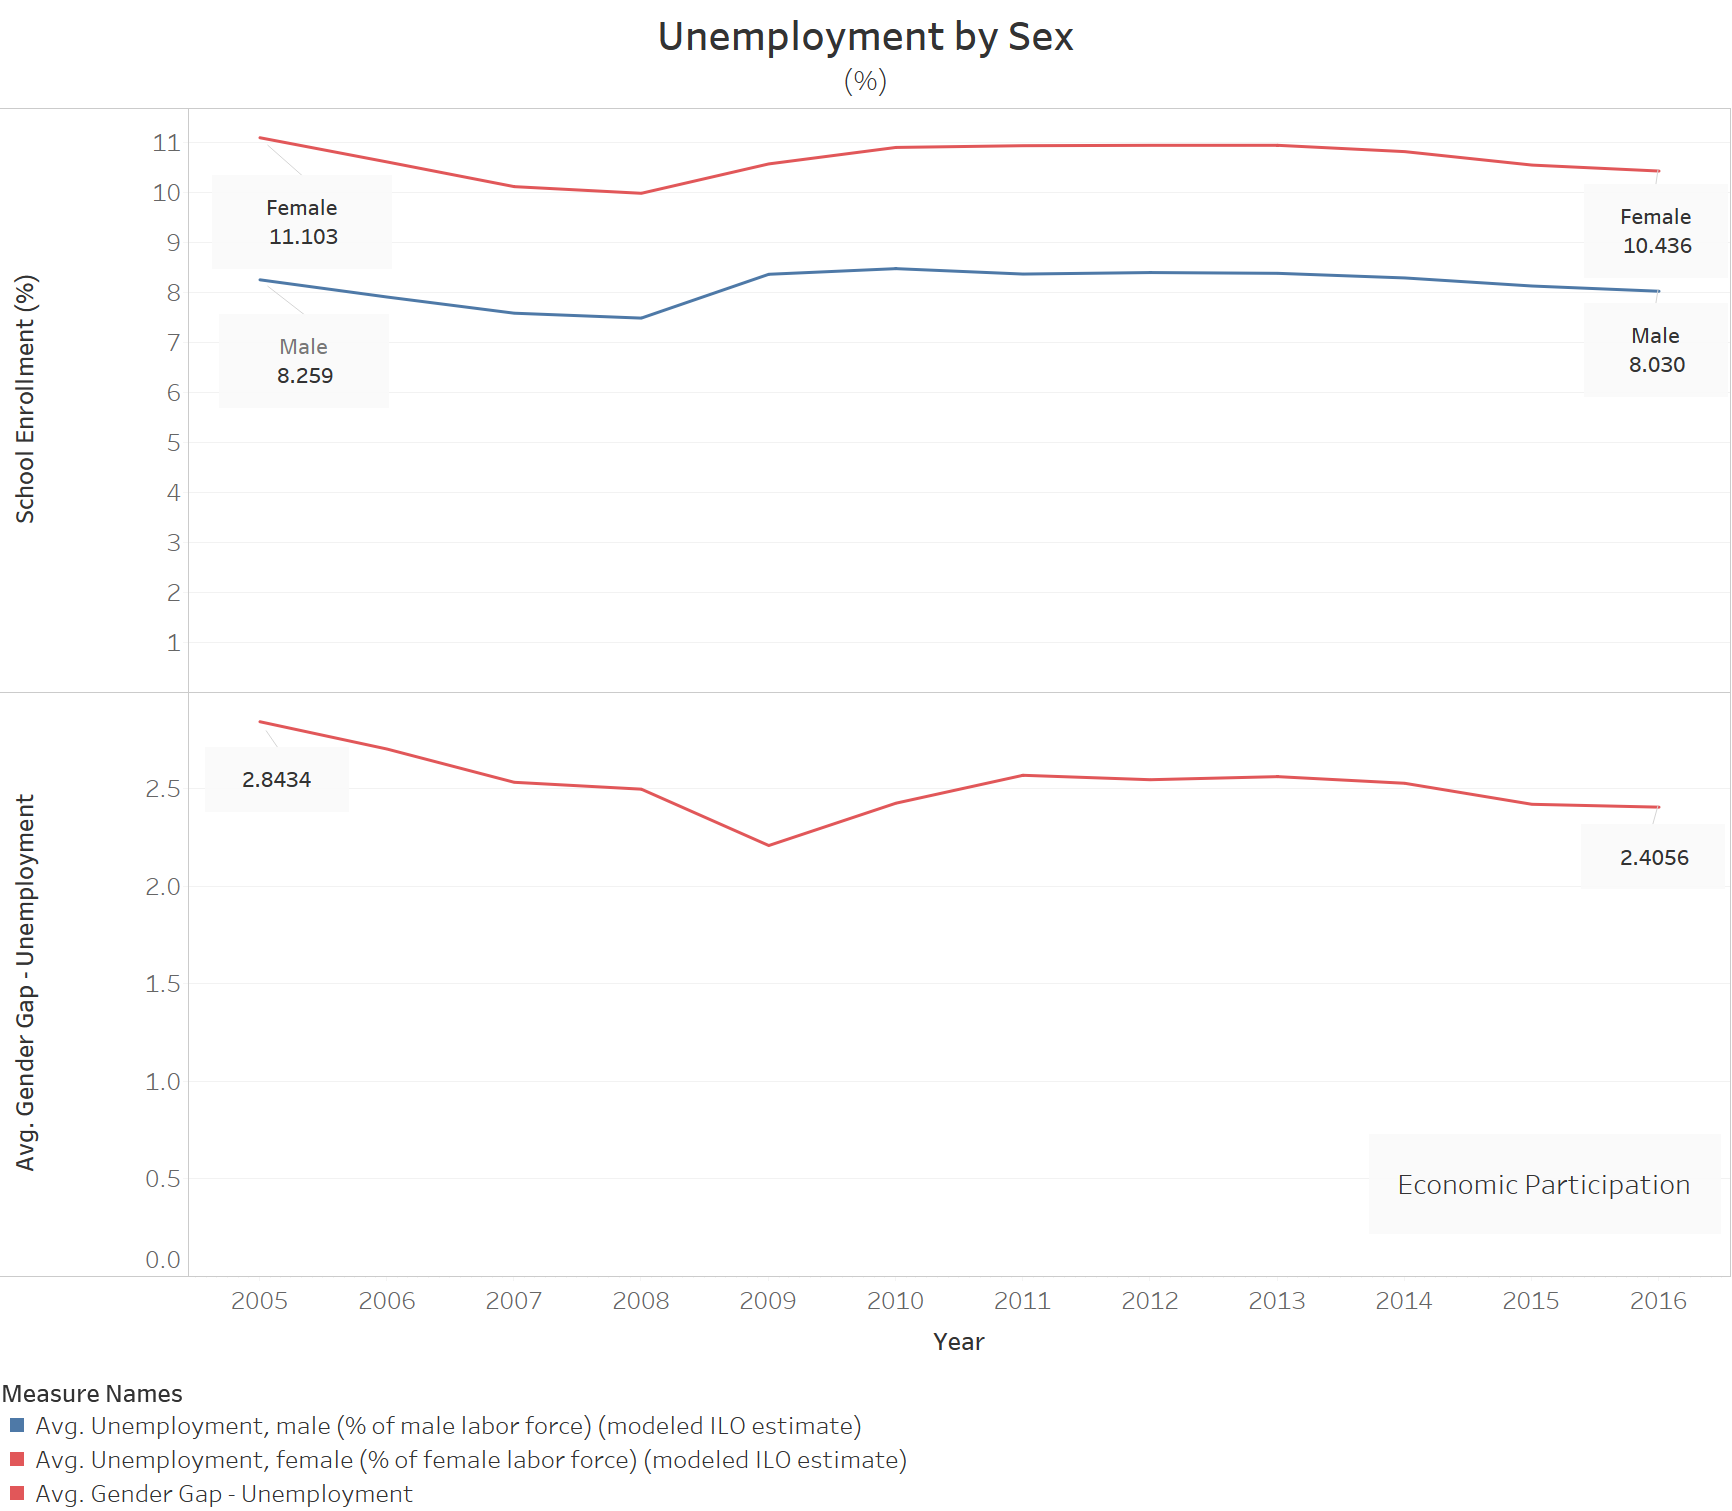 Unemployment by Sex
(%)
School Enrollment (%)
11
10
9
8
7
6
5
4
3
2
1
Female
11.103
Male
8.259
Female
10.436
Male
8.030
Avg. Gender Gap - Unemployment
2.5
2.0
1.5
1.0
0.5
0.0
2.8434
2.4056
Economic Participation
2005 2006 2007 2008 2009 2010 2011 2012 2013 2014 2015 2016
Year
Measure Names
Avg. Unemployment, male (% of male labor force) (modeled ILO estimate)
Avg. Unemployment, female (% of female labor force) (modeled ILO estimate)
Avg. Gender Gap - Unemployment